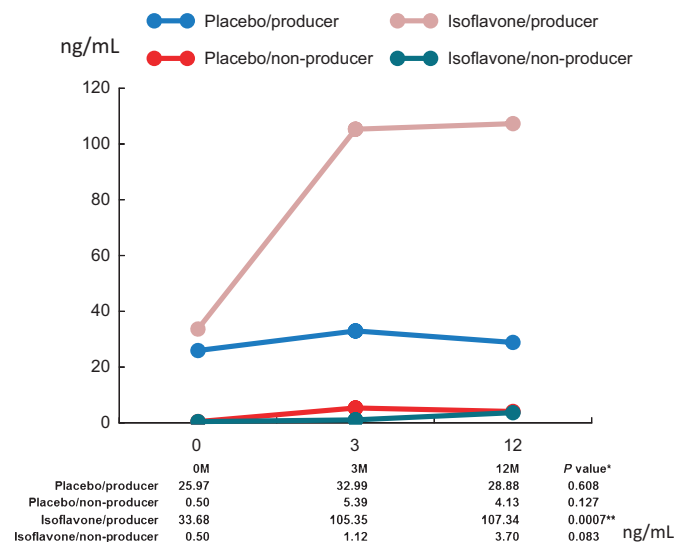 Placebo/producer Isoflavone/producer
ng/mL
Placebo/non-producer Isoflavone/non-producer
120
100
80
60
40
20
0
0 3 12
0M 3M 12M P value*
Placebo/producer 25.97 32.99 28.88 0.608
Placebo/non-producer 0.50 5.39 4.13 0.127
Isoflavone/producer 33.68 105.35 107.34 0.0007**
Isoflavone/non-producer 0.50 1.12 3.70 0.083 ng/mL